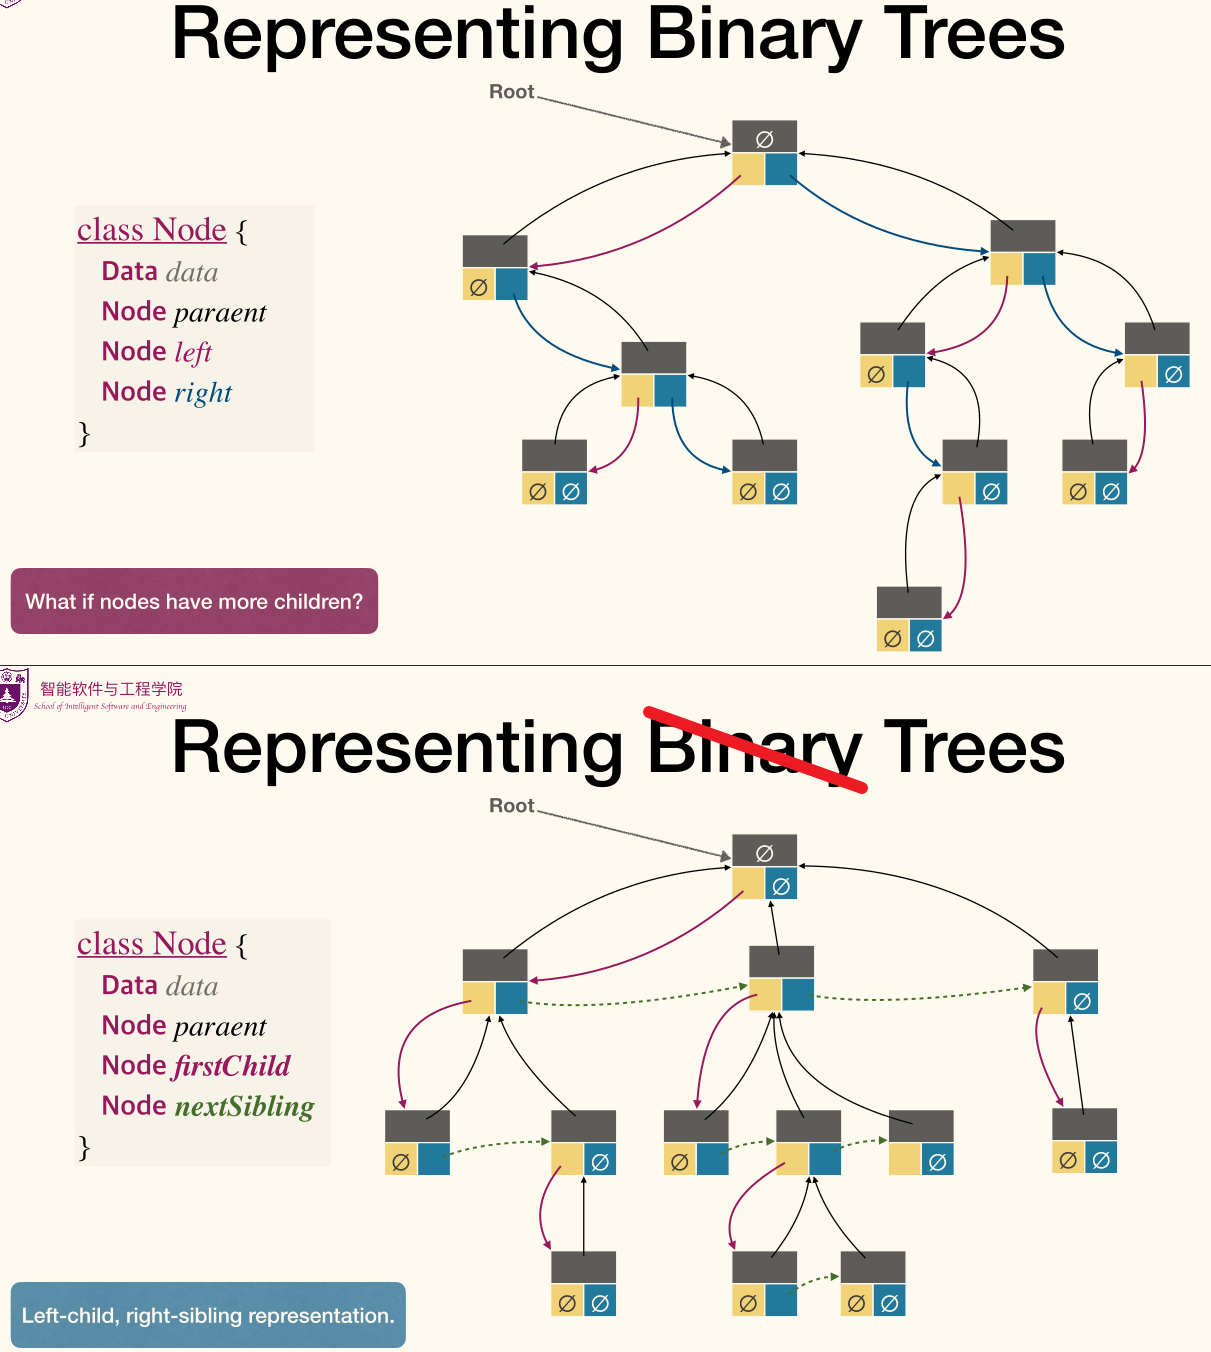 Representing Binary Trees
Root
∅
class Node {
Data data
Node paraent
Node left
Node right
}
∅
∅
∅
∅ ∅
∅ ∅
∅
∅ ∅
∅ ∅
What if nodes have more children?
智能软件与工程学院
School of Intelligent Software and Engineering
Representing Binary Trees
Root
∅
∅
class Node {
Data data
Node paraent
Node firstChild
Node nextSibling
}
∅
∅
∅
∅
∅
∅ ∅
∅ ∅
∅
∅ ∅
Left-child, right-sibling representation.